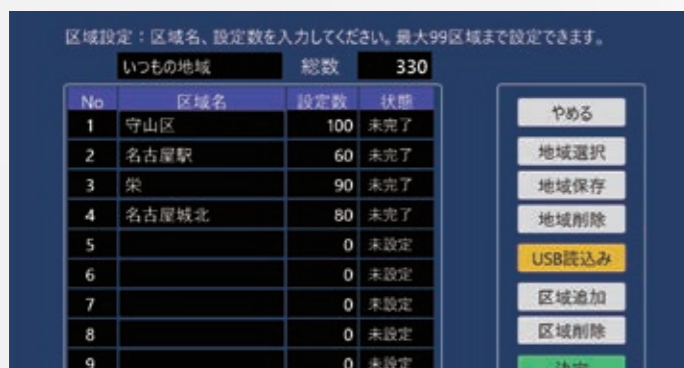 区域設定：区域名、設定数を入力してください。最大99区域まで設定できます。
いつもの地域 総数 330
No 区域名 設定数 状態
1 守山区 100 未完了
2 名古屋駅 60 未完了
3 栄 90 未完了
4 名古屋城北 80 未完了
5 0 未設定
6 0 未設定
7 0 未設定
8 0 未設定
9 0 未設定
やめる
地域選択
地域保存
地域削除
USB読込み
区域追加
区域削除
決定